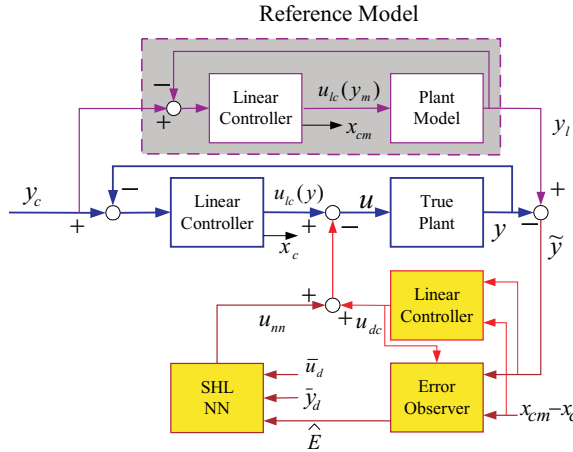 Reference Model
−
+
Linear
Controller
u_lc(y_m)
x_cm
Plant
Model
y_l
y_c
+
−
Linear
Controller
u_lc(y)
x_c
+
−
u
True
Plant
y
+
−
ỹ
+
+
u_nn
u_dc
Linear
Controller
SHL
NN
ū_d
ȳ_d
Ê
Error
Observer
x_cm−x_c